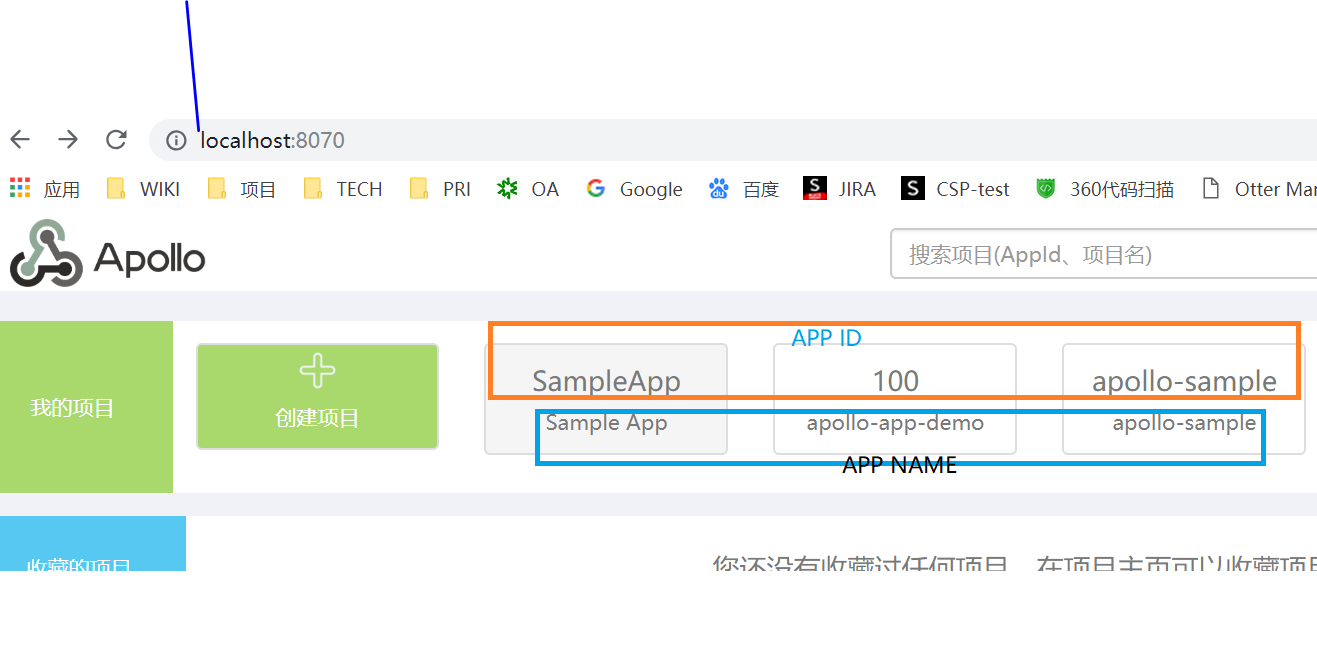 localhost:8070
应用 WIKI 项目 TECH PRI OA Google 百度 JIRA CSP-test 360代码扫描 Otter Mar
Apollo
搜索项目(AppId、项目名)
APP ID
我的项目
创建项目
SampleApp
Sample App
100
apollo-app-demo
apollo-sample
apollo-sample
APP NAME
收藏的项目
您还没有收藏过任何项目 在项目主页可以收藏项目